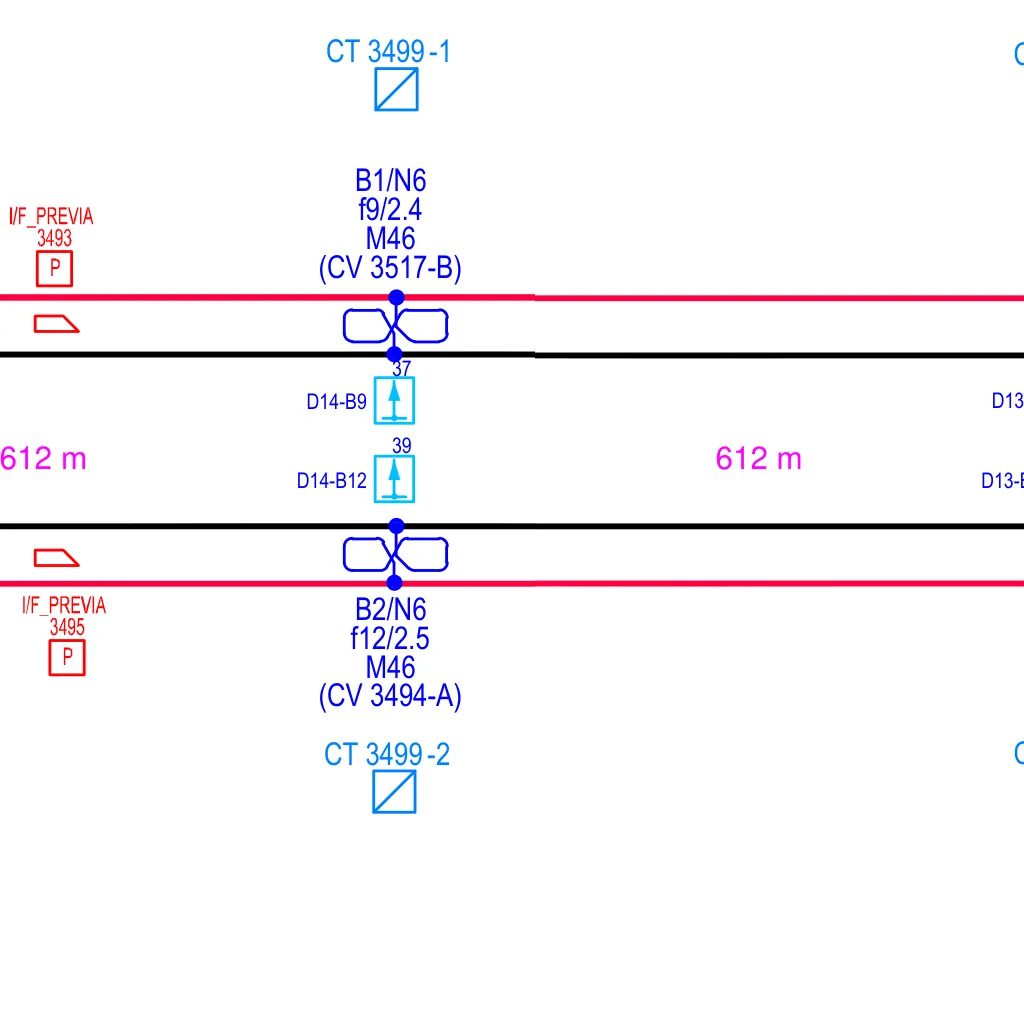 CT 3499-1
B1/N6
f9/2.4
M46
(CV 3517-B)
I/F_PREVIA
3493
P
37
D14-B9
39
D14-B12
612 m
612 m
D13
D13-
I/F_PREVIA
3495
P
B2/N6
f12/2.5
M46
(CV 3494-A)
CT 3499-2